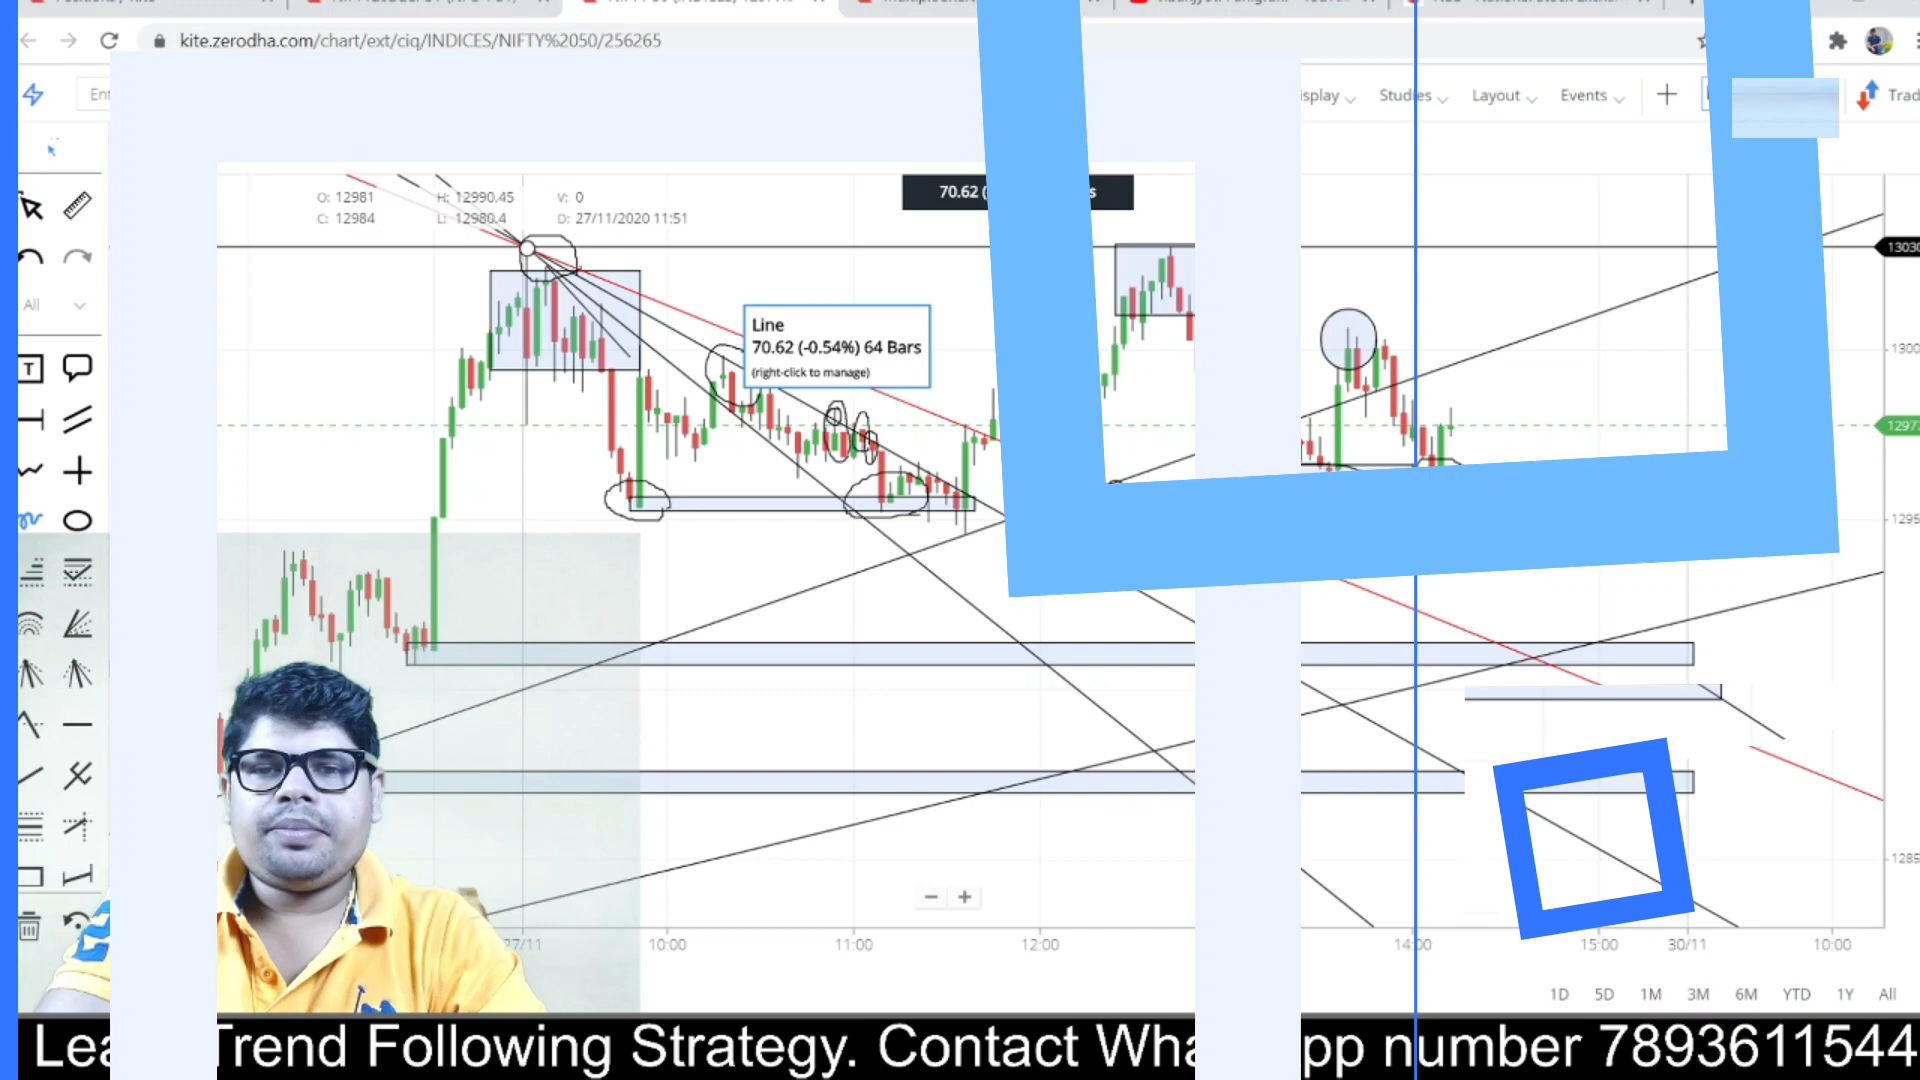 kite.zerodha.com/chart/ext/ciq/INDICES/NIFTY%2050/256265
Ent
isplay
Studies
Layout
Events
Trad
All
O: 12981
H: 12990.45
V: 0
C: 12984
L: 12980.4
D: 27/11/2020 11:51
70.62 (
s
Line
70.62 (-0.54%) 64 Bars
(right-click to manage)
T
13030
1300
1297
1295
1285
27/11
10:00
11:00
12:00
14:00
15:00
30/11
10:00
1D
5D
1M
3M
6M
YTD
1Y
All
Lea Trend Following Strategy. Contact Wha pp number 7893611544